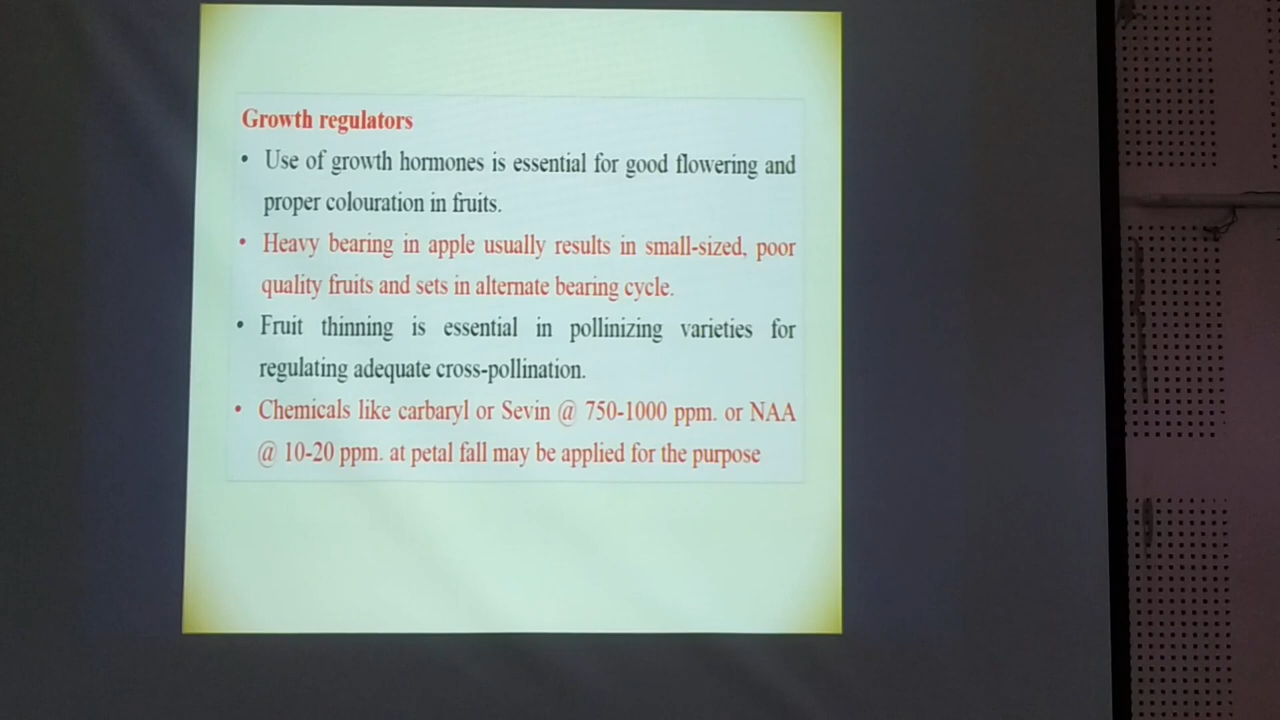 Growth regulators
• Use of growth hormones is essential for good flowering and
proper colouration in fruits.
• Heavy bearing in apple usually results in small-sized, poor
quality fruits and sets in alternate bearing cycle.
• Fruit thinning is essential in pollinizing varieties for
regulating adequate cross-pollination.
• Chemicals like carbaryl or Sevin @ 750-1000 ppm. or NAA
@ 10-20 ppm. at petal fall may be applied for the purpose